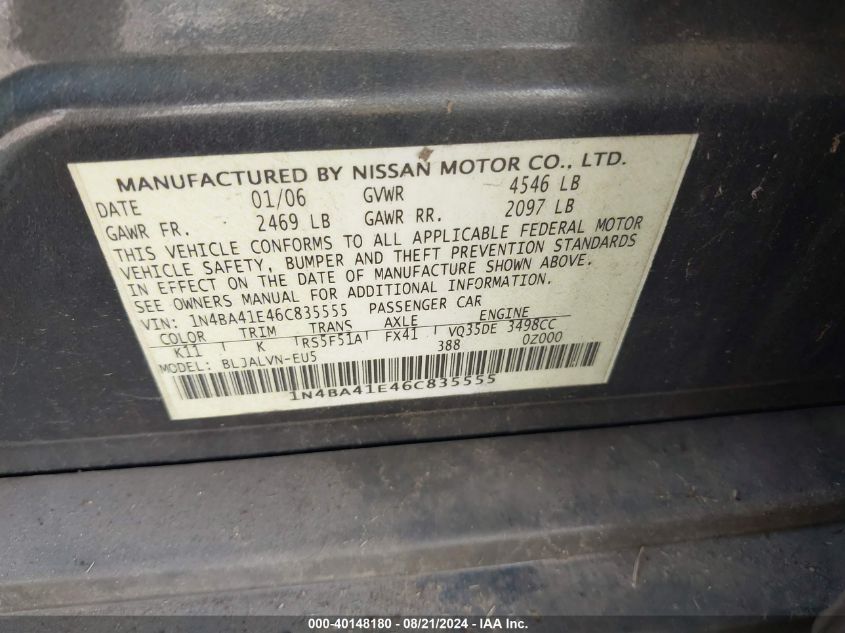 MANUFACTURED BY NISSAN MOTOR CO., LTD.
DATE 01/06 GVWR 4546 LB
GAWR FR. 2469 LB GAWR RR. 2097 LB
THIS VEHICLE CONFORMS TO ALL APPLICABLE FEDERAL MOTOR
VEHICLE SAFETY, BUMPER AND THEFT PREVENTION STANDARDS
IN EFFECT ON THE DATE OF MANUFACTURE SHOWN ABOVE.
SEE OWNERS MANUAL FOR ADDITIONAL INFORMATION.
VIN: 1N4BA41E46C835555 PASSENGER CAR
COLOR TRIM TRANS AXLE ENGINE
K11 K RS5F51A FX41 VQ35DE 3498CC
MODEL: BLJALVN-EU5 388 0Z000
1N4BA41E46C835555
000-40148180 - 08/21/2024 - IAA Inc.